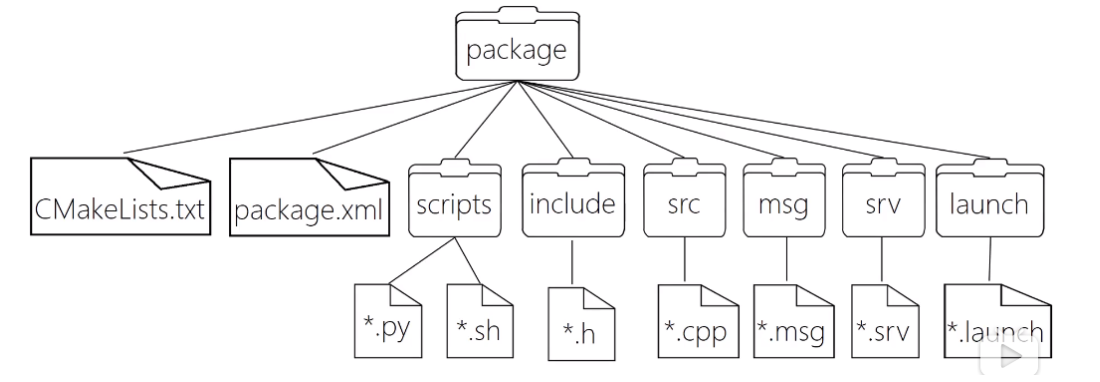 package
CMakeLists.txt
package.xml
scripts
include
src
msg
srv
launch
*.py
*.sh
*.h
*.cpp
*.msg
*.srv
*.launch